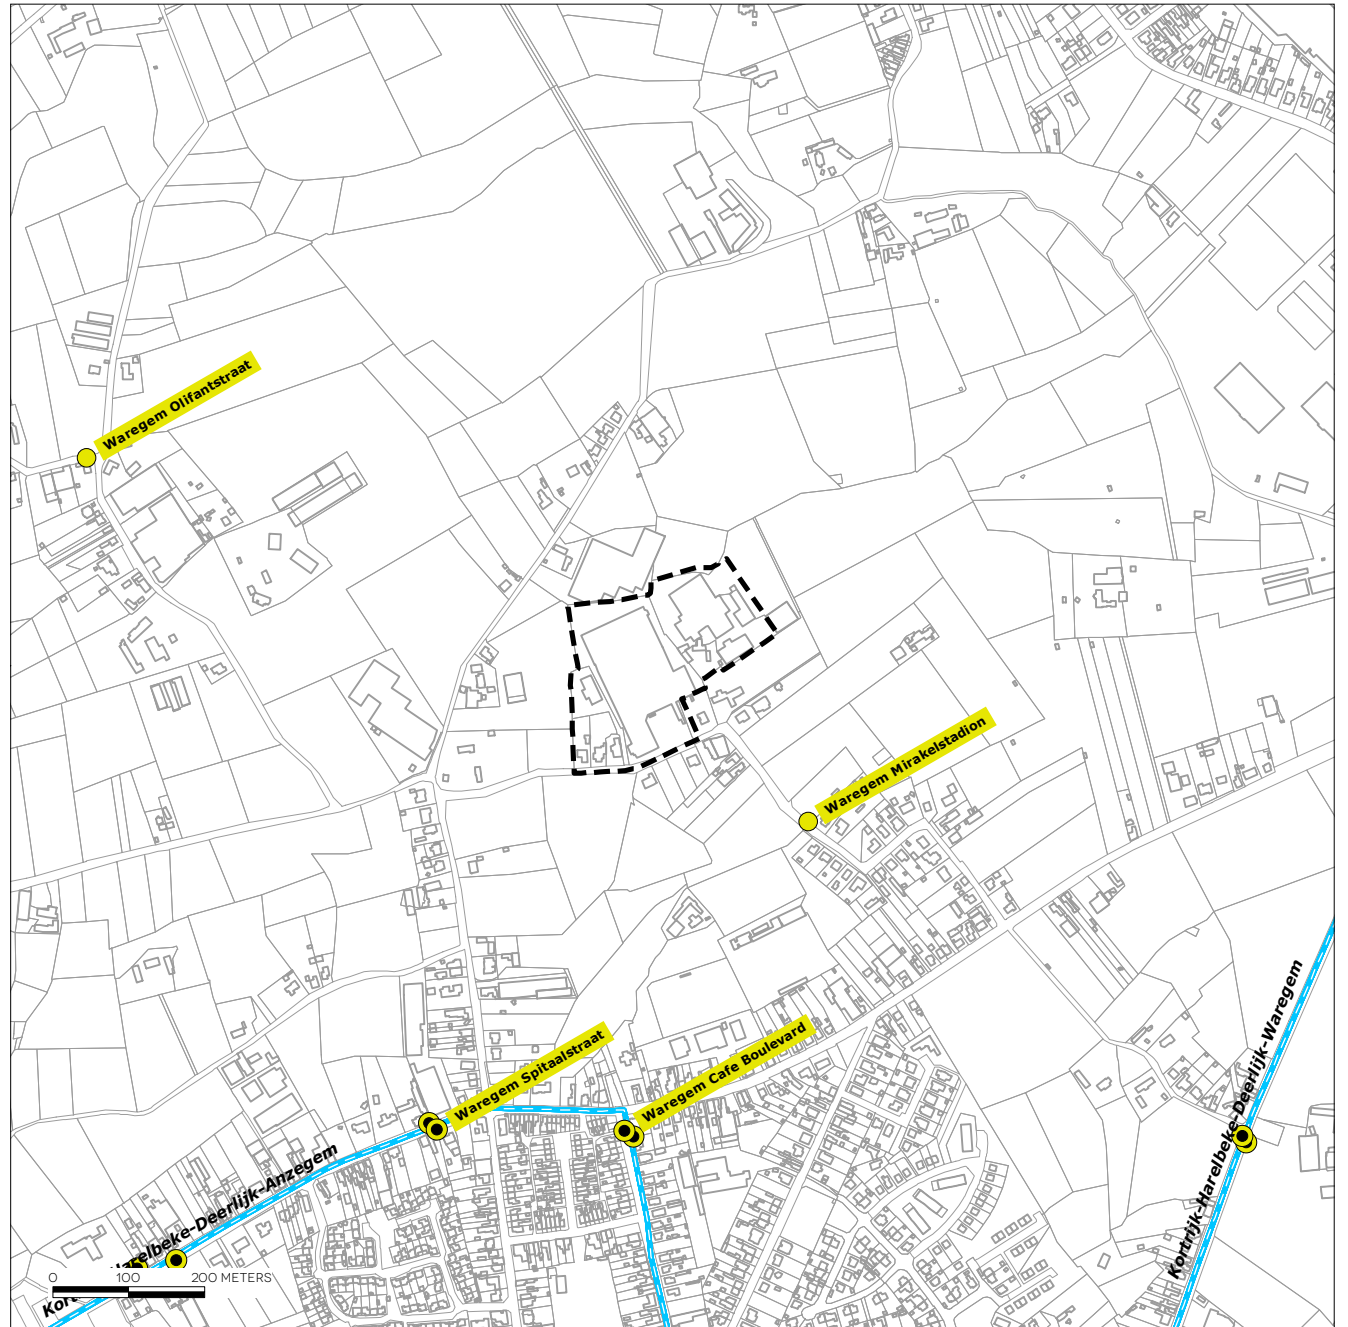 Waregem Olifantstraat
Waregem Mirakelstadion
Kortrijk-Harelbeke-Deerlijk-Waregem
Waregem Spitaalstraat
Waregem Cafe Boulevard
elbeke-Deerlijk-Anzegem
0 100 200 METERS